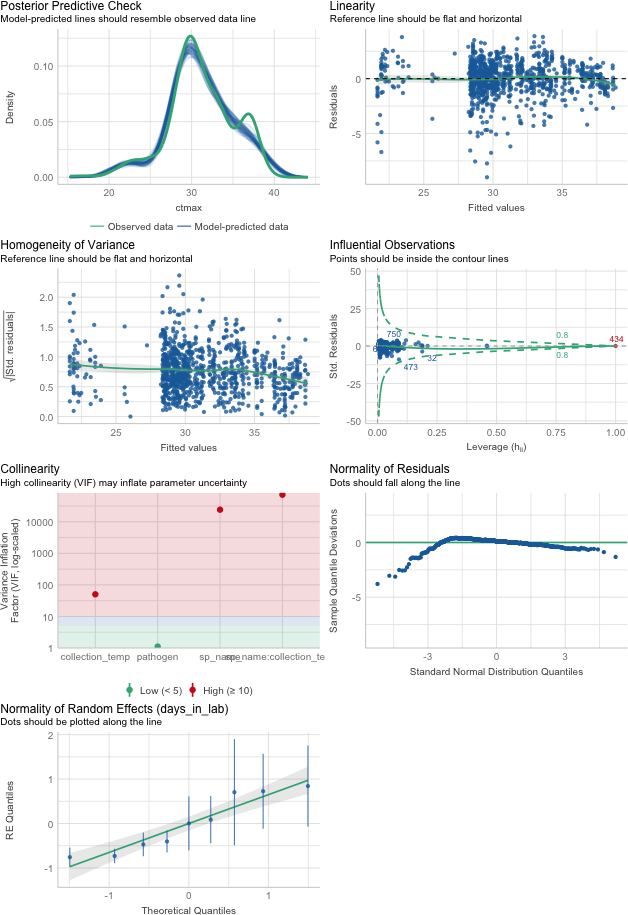 Posterior Predictive Check
Model-predicted lines should resemble observed data line
Density
0.10
0.05
0.00
20
30
40
ctmax
Observed data
Model-predicted data
Linearity
Reference line should be flat and horizontal
Residuals
0
-5
25
30
35
Fitted values
Homogeneity of Variance
Reference line should be flat and horizontal
√|Std. residuals|
2.0
1.5
1.0
0.5
0.0
25
30
35
Fitted values
Influential Observations
Points should be inside the contour lines
Std. Residuals
50
25
0
-25
-50
750
6
473
32
0.8
0.8
434
0.00
0.25
0.50
0.75
1.00
Leverage (hii)
Collinearity
High collinearity (VIF) may inflate parameter uncertainty
Variance Inflation
Factor (VIF, log-scaled)
10000
1000
100
10
1
collection_temp
pathogen
Low (< 5)
High (≥ 10)
Normality of Residuals
Dots should fall along the line
Sample Quantile Deviations
0
-5
-3
0
3
Standard Normal Distribution Quantiles
Normality of Random Effects (days_in_lab)
Dots should be plotted along the line
RE Quantiles
2
1
0
-1
-1
0
1
Theoretical Quantiles